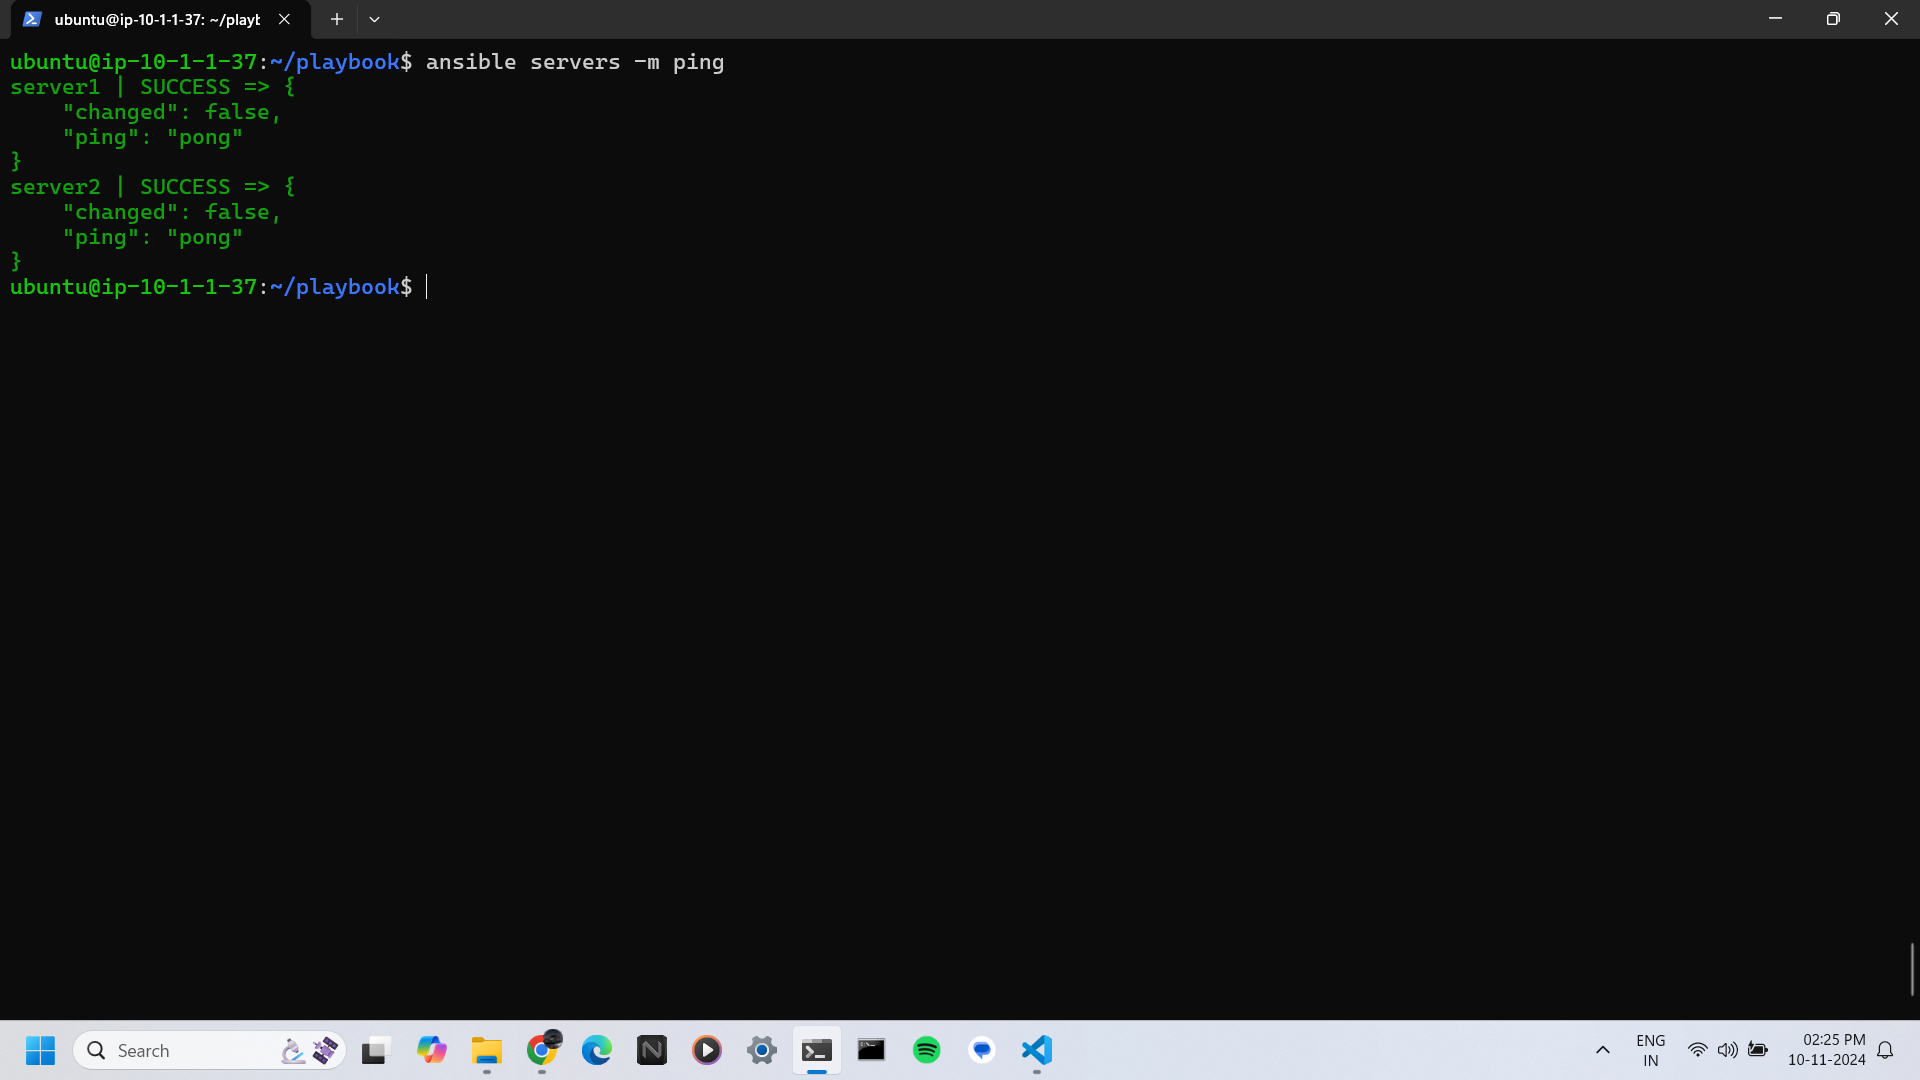 ubuntu@ip-10-1-1-37: ~/playb
ubuntu@ip-10-1-1-37:~/playbook$ ansible servers -m ping
server1 | SUCCESS => {
    "changed": false,
    "ping": "pong"
}
server2 | SUCCESS => {
    "changed": false,
    "ping": "pong"
}
ubuntu@ip-10-1-1-37:~/playbook$
Search
ENG
IN
02:25 PM
10-11-2024